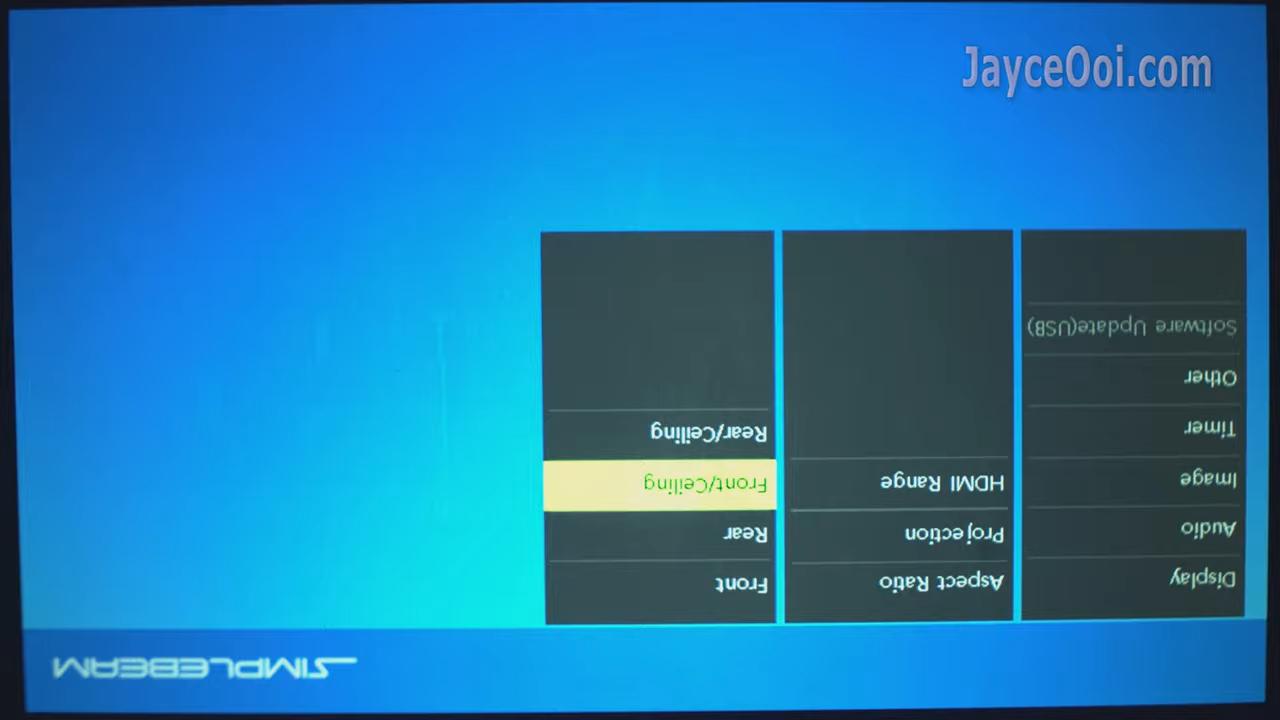 JayceOoi.com
SIMPLEBEAM
Display
Audio
Image
Timer
Other
Software Update(USB)
Aspect Ratio
Projection
HDMI Range
Front
Rear
Front/Ceiling
Rear/Ceiling